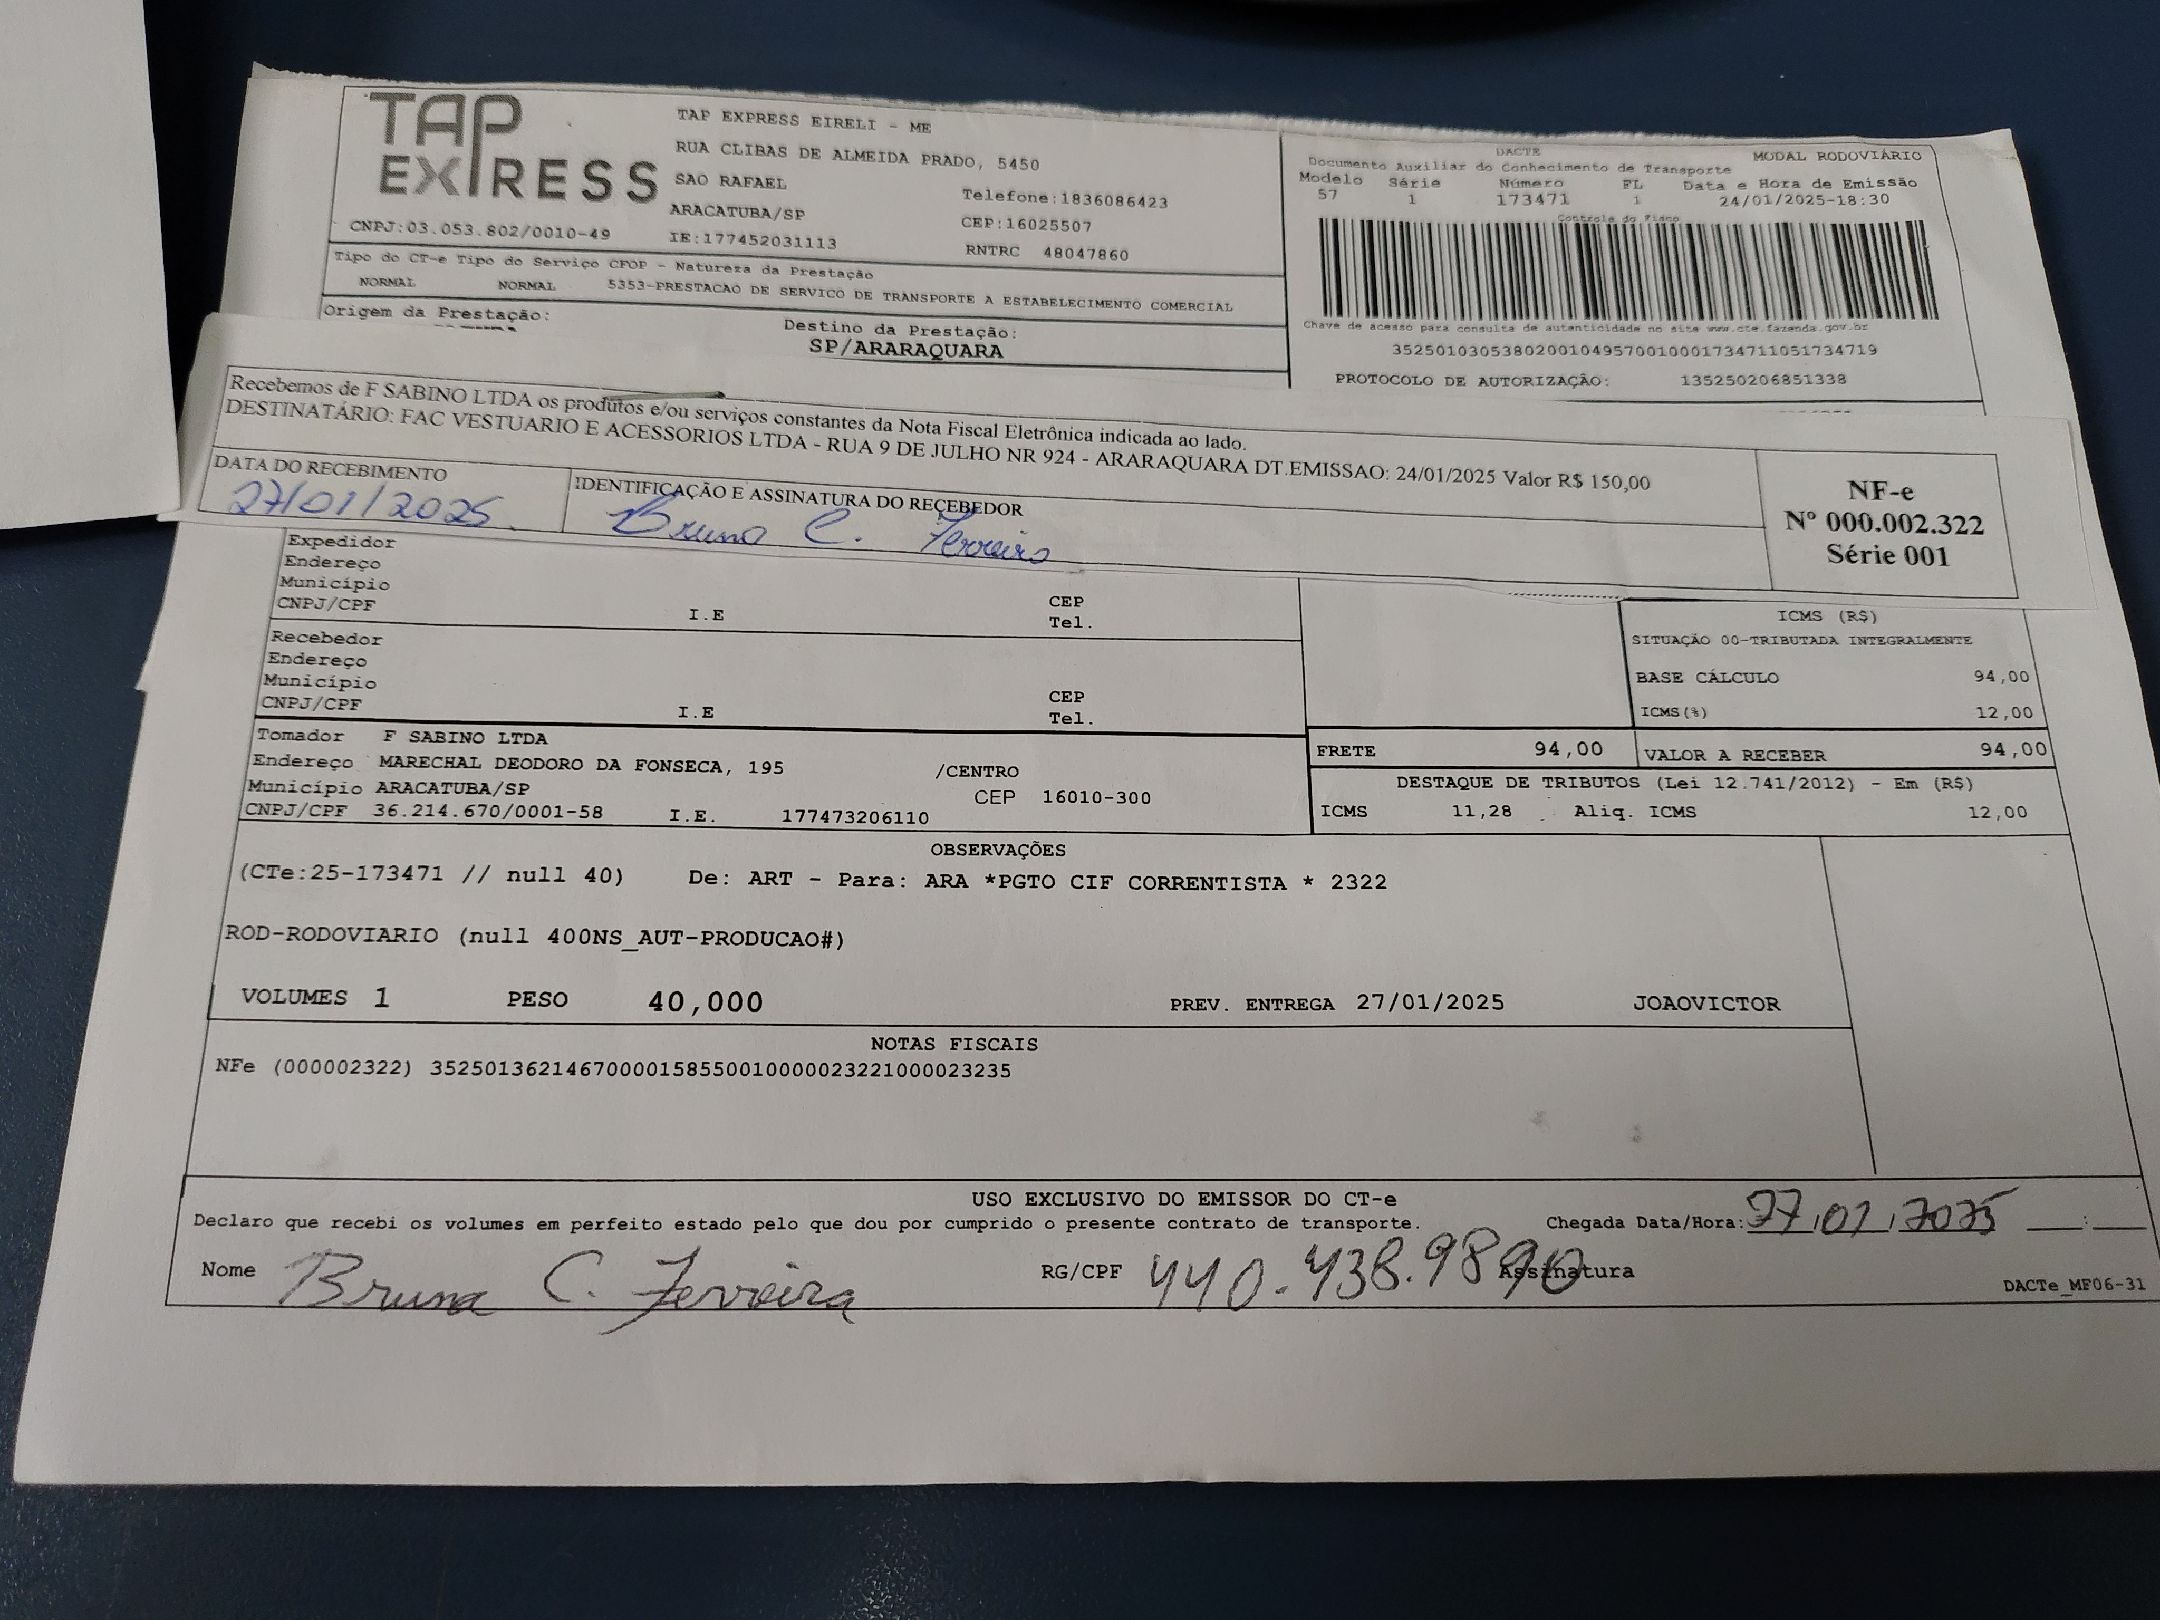 TAP EXPRESS
TAP EXPRESS EIRELI - ME
RUA CLIBAS DE ALMEIDA PRADO, 5450
SAO RAFAEL
ARACATUBA/SP
Telefone:1836086423
CEP:16025507
CNPJ:03.053.802/0010-49 IE:177452031113 RNTRC 48047860
DACTE MODAL RODOVIÁRIO
Documento Auxiliar do Conhecimento de Transporte
Modelo Série Número FL Data e Hora de Emissão
57 1 173471 1 24/01/2025-18:30
Controle do Fisco
Tipo do CT-e Tipo do Serviço CFOP - Natureza da Prestação
NORMAL NORMAL 5353-PRESTACAO DE SERVICO DE TRANSPORTE A ESTABELECIMENTO COMERCIAL
Origem da Prestação: Destino da Prestação:
SP/ARARAQUARA
Chave de acesso para consulta de autenticidade no site www.cte.fazenda.gov.br
35250103053802001049570010001734711051734719
PROTOCOLO DE AUTORIZAÇÃO: 135250206851338
Recebemos de F SABINO LTDA os produtos e/ou serviços constantes da Nota Fiscal Eletrônica indicada ao lado.
DESTINATÁRIO: FAC VESTUARIO E ACESSORIOS LTDA - RUA 9 DE JULHO NR 924 - ARARAQUARA DT.EMISSAO: 24/01/2025 Valor R$ 150,00
DATA DO RECEBIMENTO IDENTIFICAÇÃO E ASSINATURA DO RECEBEDOR
27/01/2025 Bruna C. Ferreira
NF-e
Nº 000.002.322
Série 001
Expedidor
Endereço
Município CEP
CNPJ/CPF I.E Tel.
Recebedor
Endereço
Município CEP
CNPJ/CPF I.E Tel.
ICMS (R$)
SITUAÇÃO 00-TRIBUTADA INTEGRALMENTE
BASE CÁLCULO 94,00
ICMS(%) 12,00
Tomador F SABINO LTDA
Endereço MARECHAL DEODORO DA FONSECA, 195 /CENTRO
Município ARACATUBA/SP CEP 16010-300
CNPJ/CPF 36.214.670/0001-58 I.E. 177473206110
FRETE 94,00 VALOR A RECEBER 94,00
DESTAQUE DE TRIBUTOS (Lei 12.741/2012) - Em (R$)
ICMS 11,28 Aliq. ICMS 12,00
OBSERVAÇÕES
(CTe:25-173471 // null 40) De: ART - Para: ARA *PGTO CIF CORRENTISTA * 2322
ROD-RODOVIARIO (null 400NS_AUT-PRODUCAO#)
VOLUMES 1 PESO 40,000 PREV. ENTREGA 27/01/2025 JOAOVICTOR
NOTAS FISCAIS
NFe (000002322) 35250136214670000158550010000023221000023235
USO EXCLUSIVO DO EMISSOR DO CT-e
Declaro que recebi os volumes em perfeito estado pelo que dou por cumprido o presente contrato de transporte. Chegada Data/Hora: 27/01/2025 __:__
Nome Bruna C. Ferreira RG/CPF 440.438.9890 Assinatura
DACTe_MF06-31